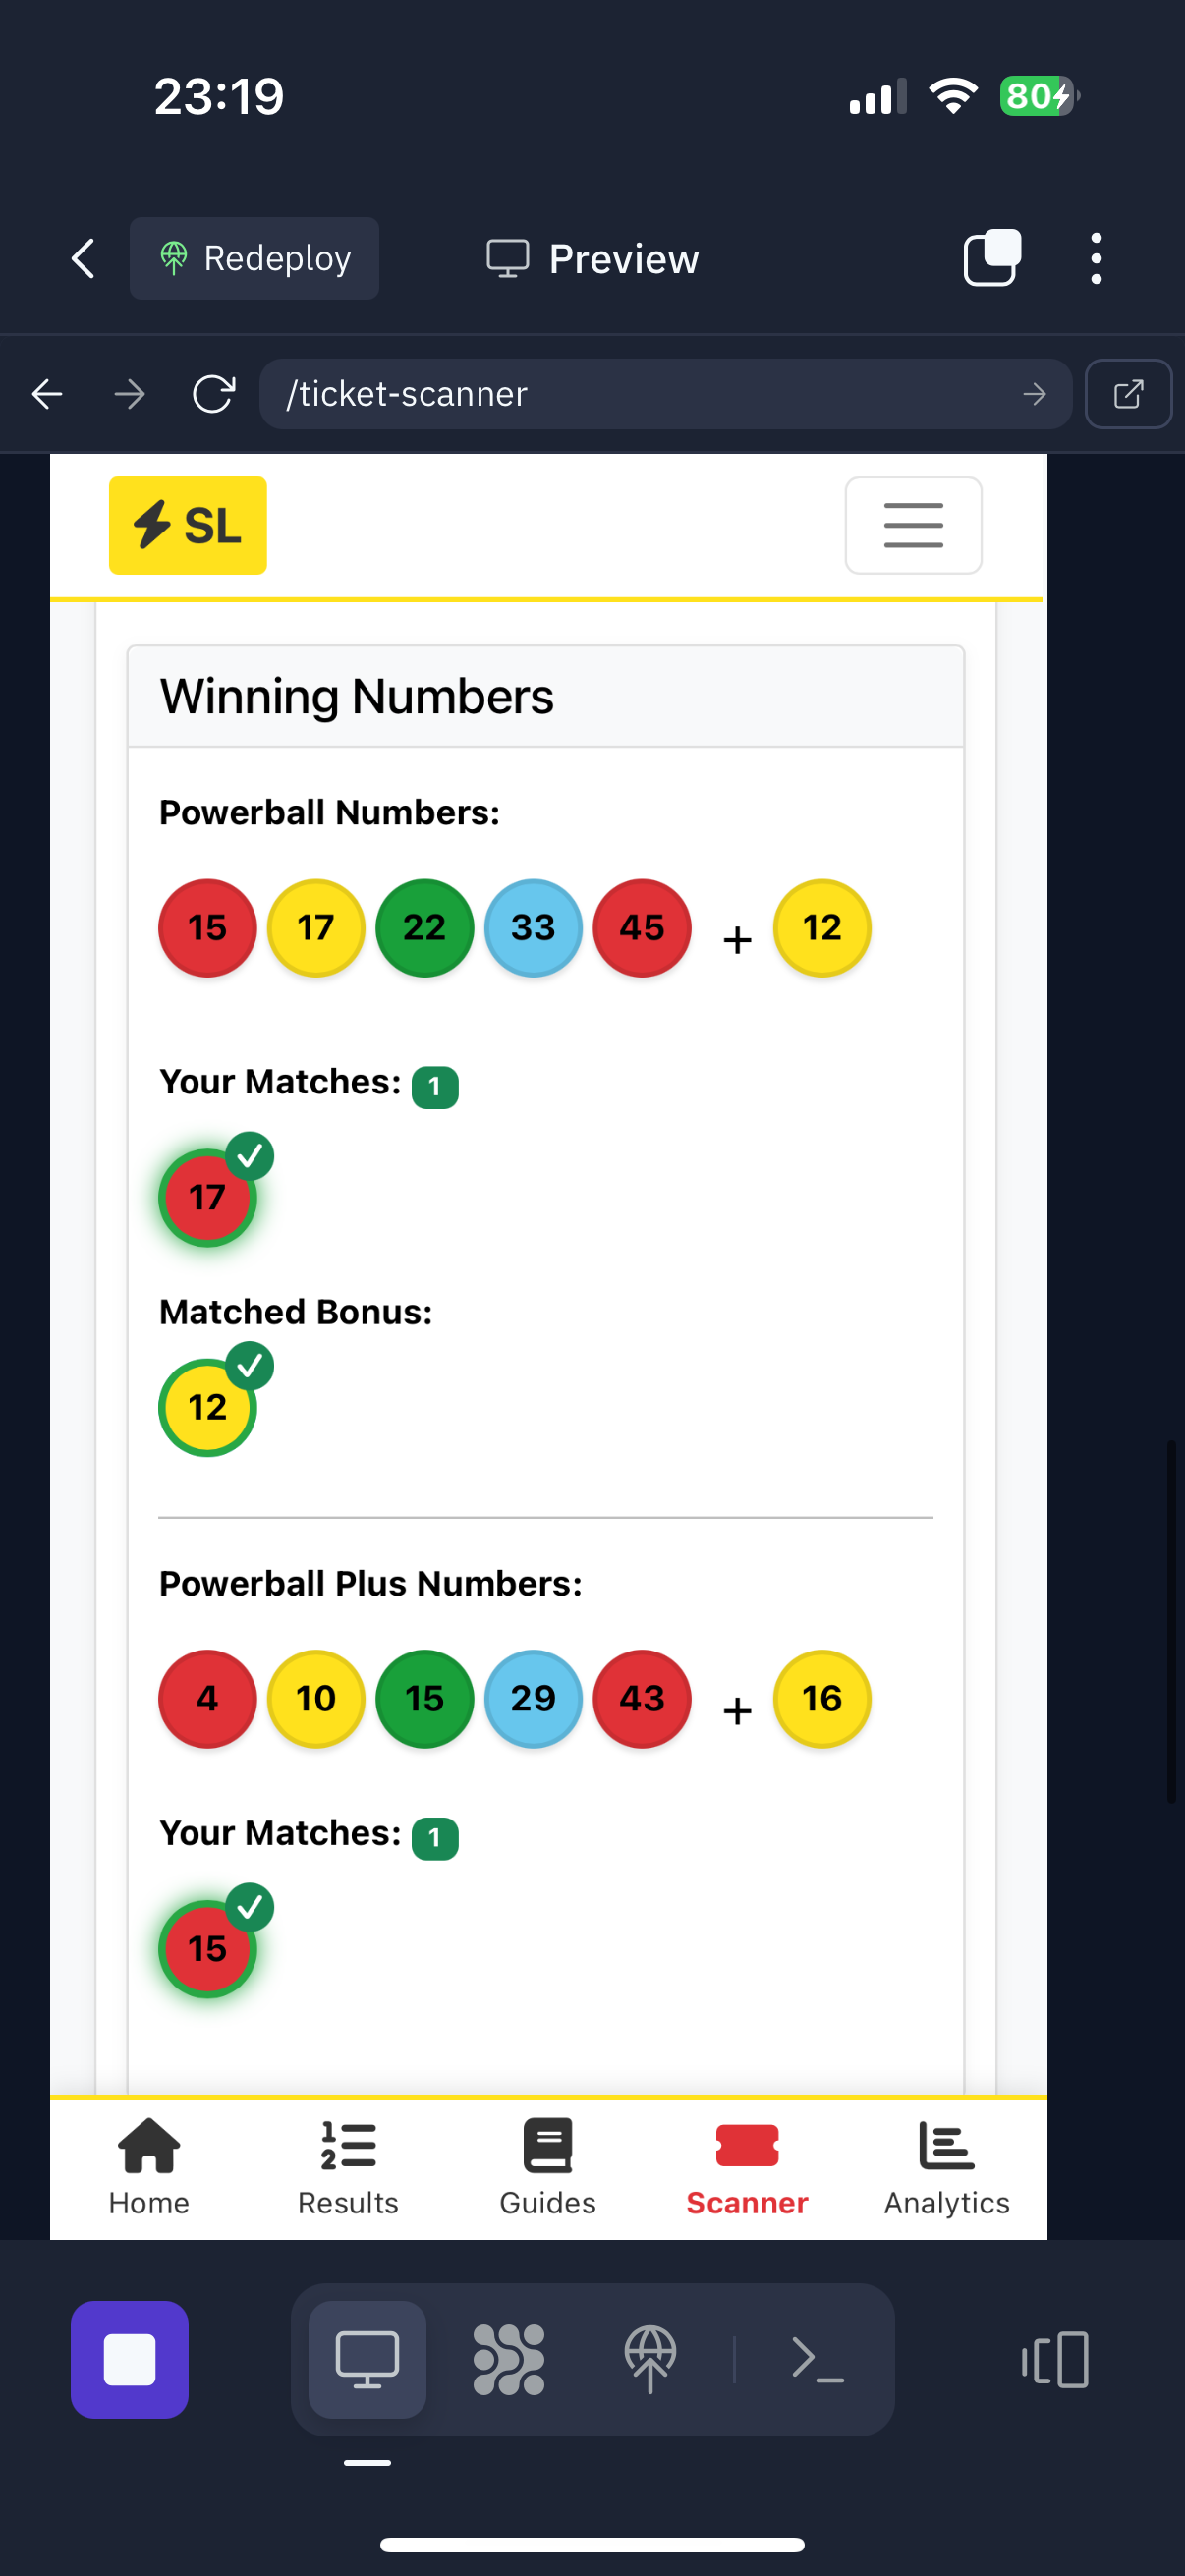 23:19
80
Redeploy
Preview
/ticket-scanner
SL
Winning Numbers
Powerball Numbers:
15 17 22 33 45 + 12
Your Matches: 1
17
Matched Bonus:
12
Powerball Plus Numbers:
4 10 15 29 43 + 16
Your Matches: 1
15
Home Results Guides Scanner Analytics